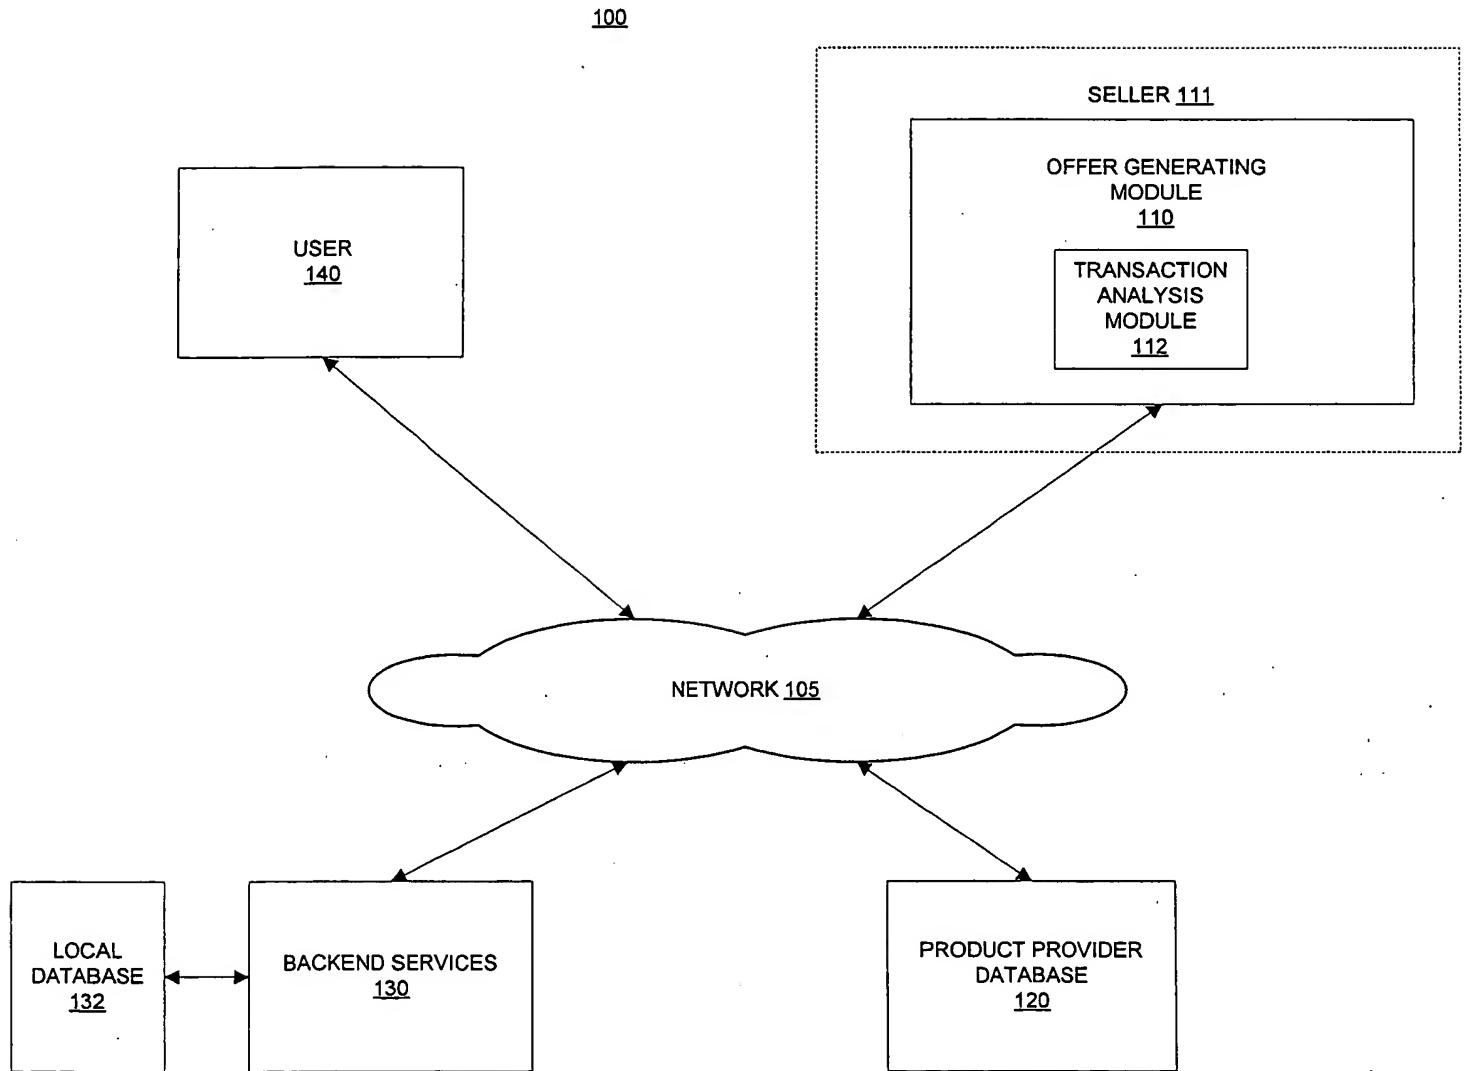 100
SELLER 111
OFFER GENERATING
MODULE
110
TRANSACTION
ANALYSIS
MODULE
112
USER
140
NETWORK 105
LOCAL
DATABASE
132
BACKEND SERVICES
130
PRODUCT PROVIDER
DATABASE
120